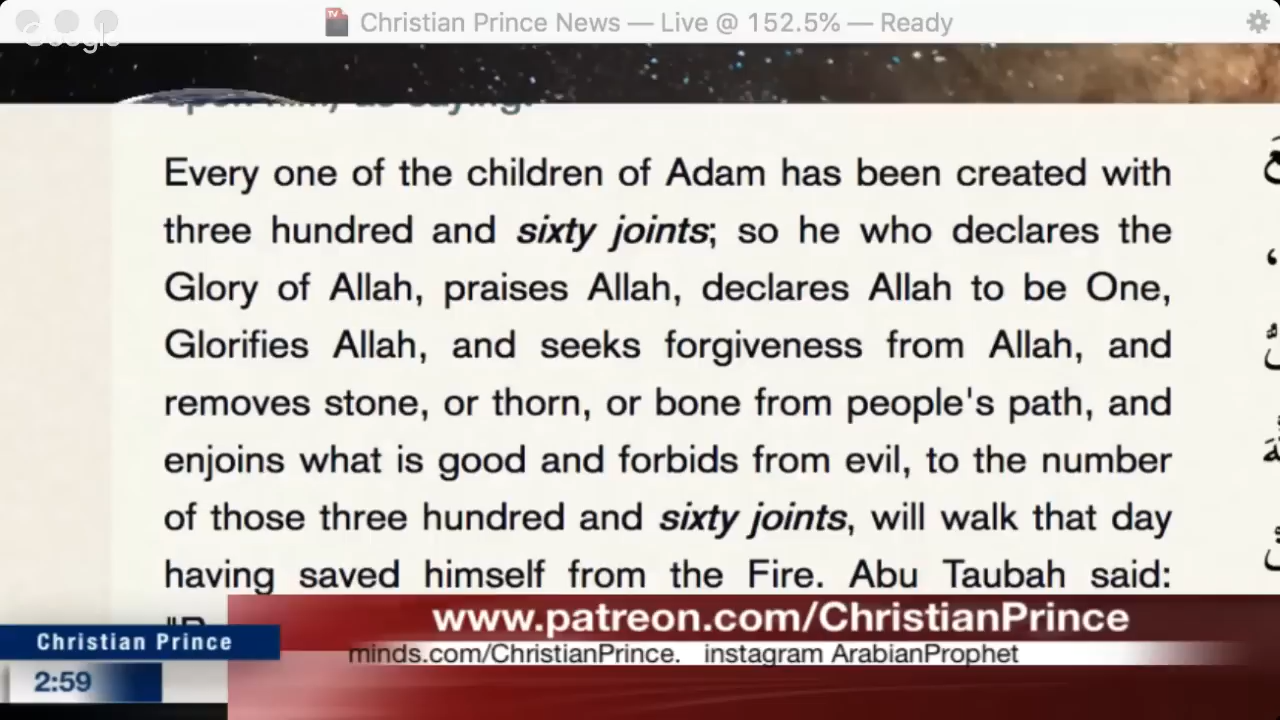 Christian Prince News — Live @ 152.5% — Ready
Google
upon him) as saying:
Every one of the children of Adam has been created with
three hundred and sixty joints; so he who declares the
Glory of Allah, praises Allah, declares Allah to be One,
Glorifies Allah, and seeks forgiveness from Allah, and
removes stone, or thorn, or bone from people's path, and
enjoins what is good and forbids from evil, to the number
of those three hundred and sixty joints, will walk that day
having saved himself from the Fire. Abu Taubah said:
www.patreon.com/ChristianPrince
Christian Prince
minds.com/ChristianPrince. instagram ArabianProphet
2:59